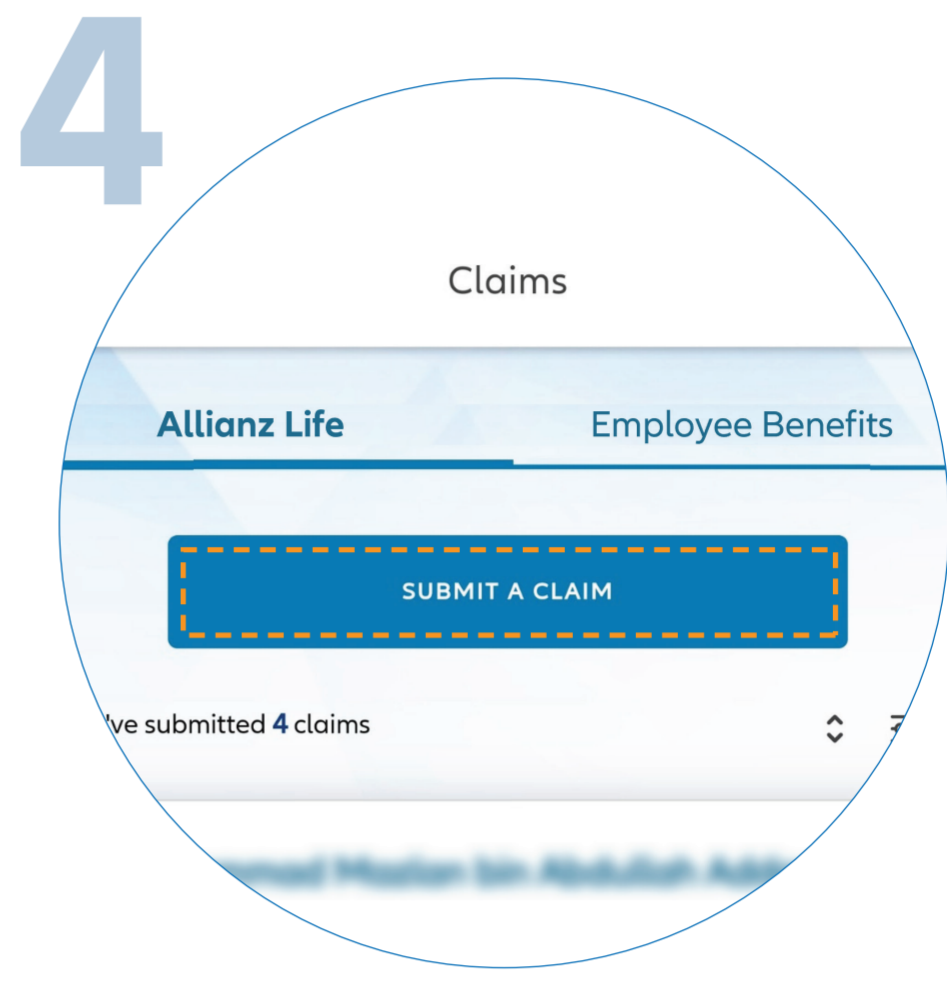 4
Claims
Allianz Life
Employee Benefits
SUBMIT A CLAIM
've submitted 4 claims